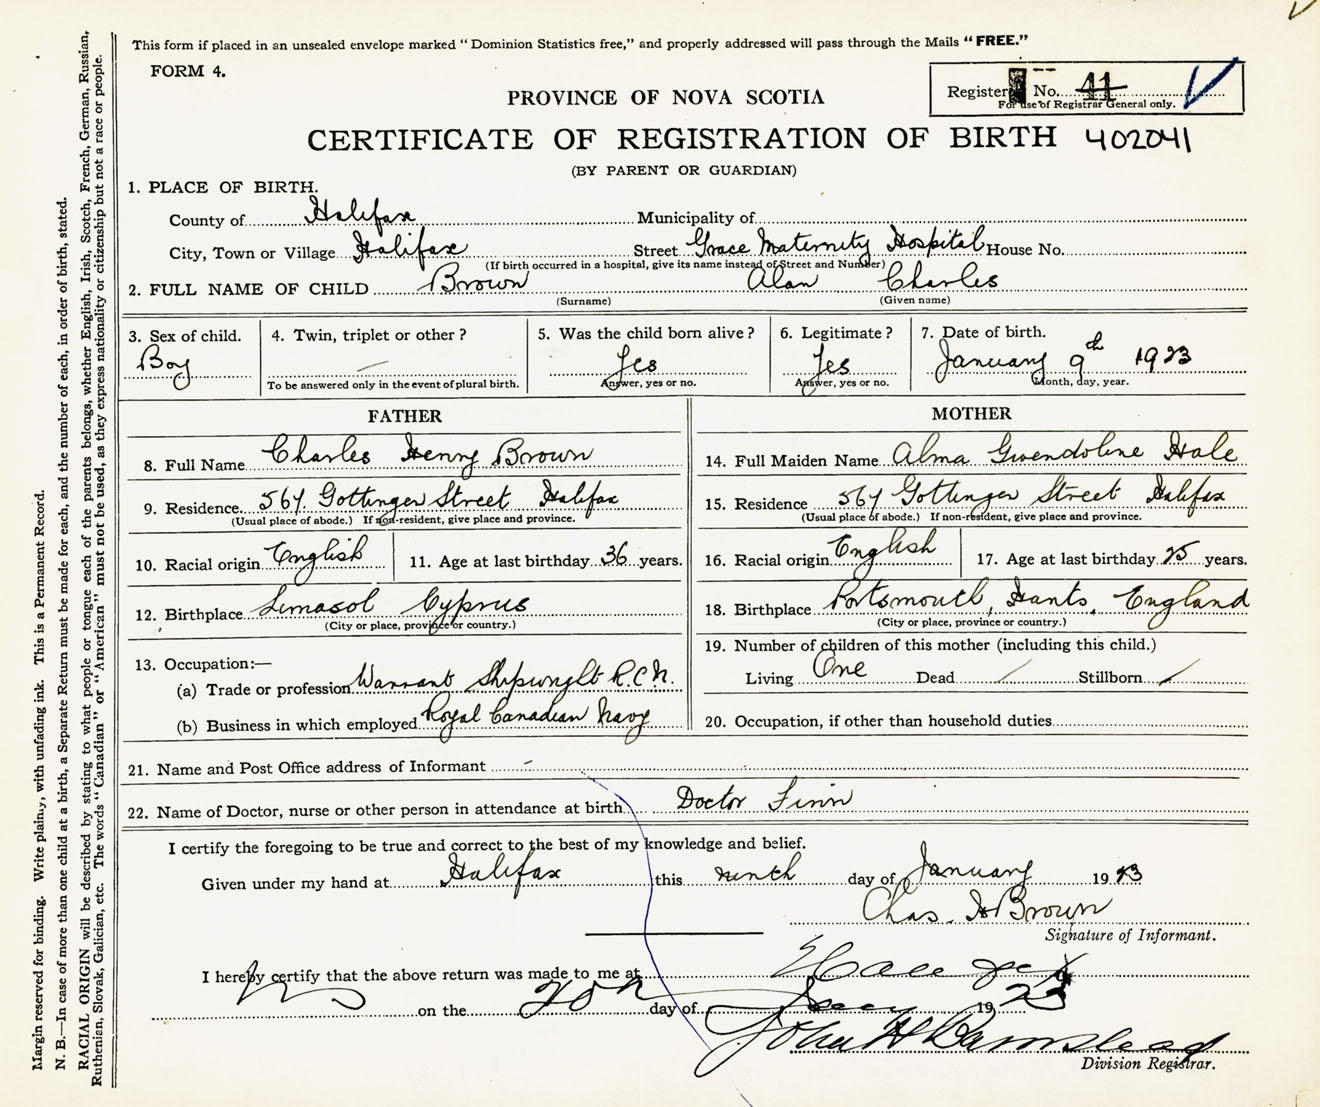 This form if placed in an unsealed envelope marked "Dominion Statistics free," and properly addressed will pass through the Mails "FREE."
FORM 4.
Register No. 41
For use of Registrar General only.
PROVINCE OF NOVA SCOTIA
CERTIFICATE OF REGISTRATION OF BIRTH 402041
(BY PARENT OR GUARDIAN)
1. PLACE OF BIRTH.
County of Halifax Municipality of
City, Town or Village Halifax Street Grace Maternity Hospital House No.
(If birth occurred in a hospital, give its name instead of Street and Number)
2. FULL NAME OF CHILD Brown Alan Charles
(Surname) (Given name)
3. Sex of child. 4. Twin, triplet or other? 5. Was the child born alive? 6. Legitimate? 7. Date of birth.
Boy Yes Yes January 9th 1923
To be answered only in the event of plural birth. Answer, yes or no. Answer, yes or no. Month, day, year.
FATHER
8. Full Name Charles Henry Brown
9. Residence 567 Gottingen Street Halifax
(Usual place of abode.) If non-resident, give place and province.
10. Racial origin English 11. Age at last birthday 36 years.
12. Birthplace Limasol Cyprus
(City or place, province or country.)
13. Occupation:—
(a) Trade or profession Warrant Shipwright R.C.N.
(b) Business in which employed Royal Canadian Navy
MOTHER
14. Full Maiden Name Alma Gwendoline Hale
15. Residence 567 Gottingen Street Halifax
(Usual place of abode.) If non-resident, give place and province.
16. Racial origin English 17. Age at last birthday 25 years.
18. Birthplace Portsmouth, Hants, England
(City or place, province or country.)
19. Number of children of this mother (including this child.)
Living One Dead Stillborn
20. Occupation, if other than household duties
21. Name and Post Office address of Informant
22. Name of Doctor, nurse or other person in attendance at birth Doctor Finn
I certify the foregoing to be true and correct to the best of my knowledge and belief.
Given under my hand at Halifax this ninth day of January 1923
Chas. H Brown
Signature of Informant.
I hereby certify that the above return was made to me at Halifax
on the day of 1923
John H Barnstead
Division Registrar.
Margin reserved for binding. Write plainly, with unfading ink. This is a Permanent Record.
N. B.—In case of more than one child at a birth, a Separate Return must be made for each, and the number of each, in order of birth, stated.
RACIAL ORIGIN will be described by stating to what people or tongue each of the parents belongs, whether English, Irish, Scotch, French, German, Russian,
Ruthenian, Slovak, Galician, etc. The words "Canadian" or "American" must not be used, as they express nationality or citizenship but not a race or people.